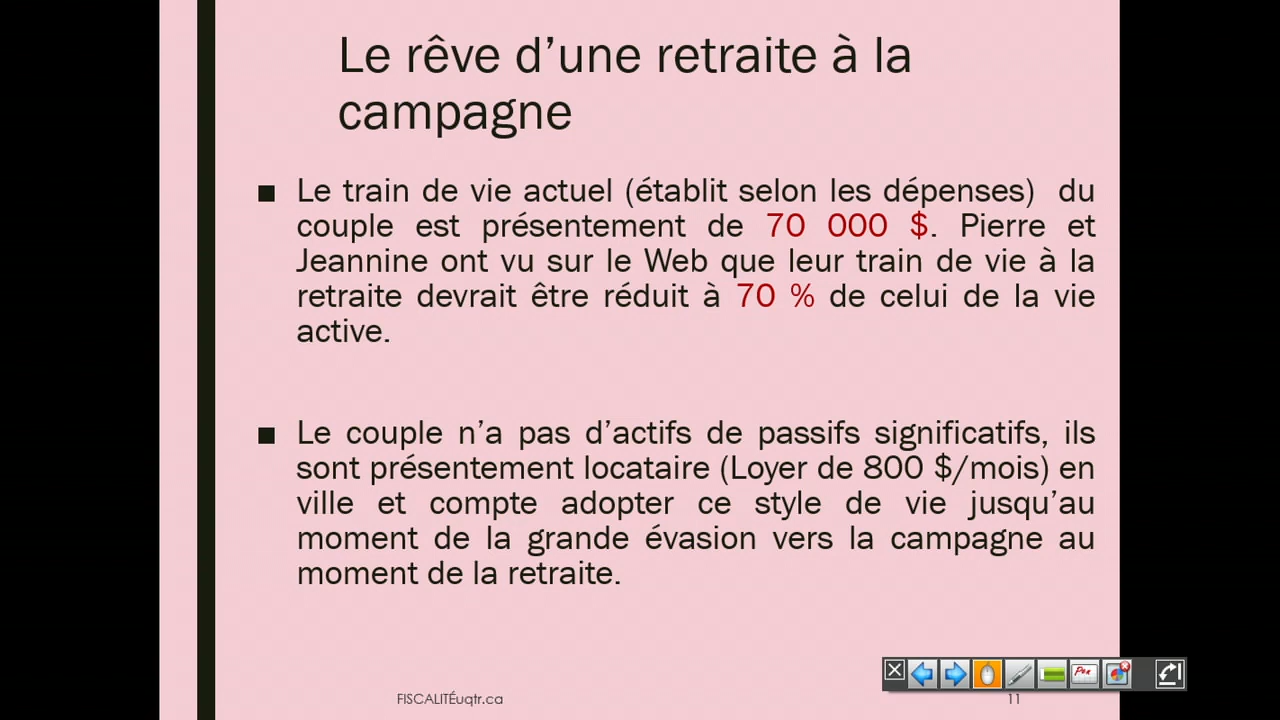 Le rêve d’une retraite à la
campagne
■ Le train de vie actuel (établit selon les dépenses) du
couple est présentement de 70 000 $. Pierre et
Jeannine ont vu sur le Web que leur train de vie à la
retraite devrait être réduit à 70 % de celui de la vie
active.
■ Le couple n’a pas d’actifs de passifs significatifs, ils
sont présentement locataire (Loyer de 800 $/mois) en
ville et compte adopter ce style de vie jusqu’au
moment de la grande évasion vers la campagne au
moment de la retraite.
FISCALITÉuqtr.ca
11
Pen